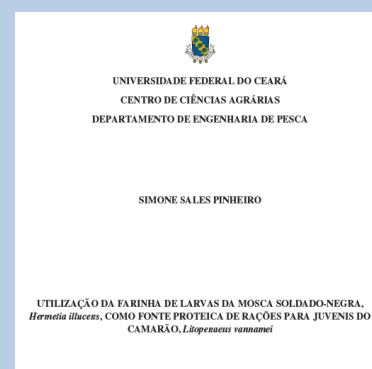 UNIVERSIDADE FEDERAL DO CEARÁ
CENTRO DE CIÊNCIAS AGRÁRIAS
DEPARTAMENTO DE ENGENHARIA DE PESCA
SIMONE SALES PINHEIRO
UTILIZAÇÃO DA FARINHA DE LARVAS DA MOSCA SOLDADO-NEGRA,
Hermetia illucens, COMO FONTE PROTEICA DE RAÇÕES PARA JUVENIS DO
CAMARÃO, Litopenaeus vannamei